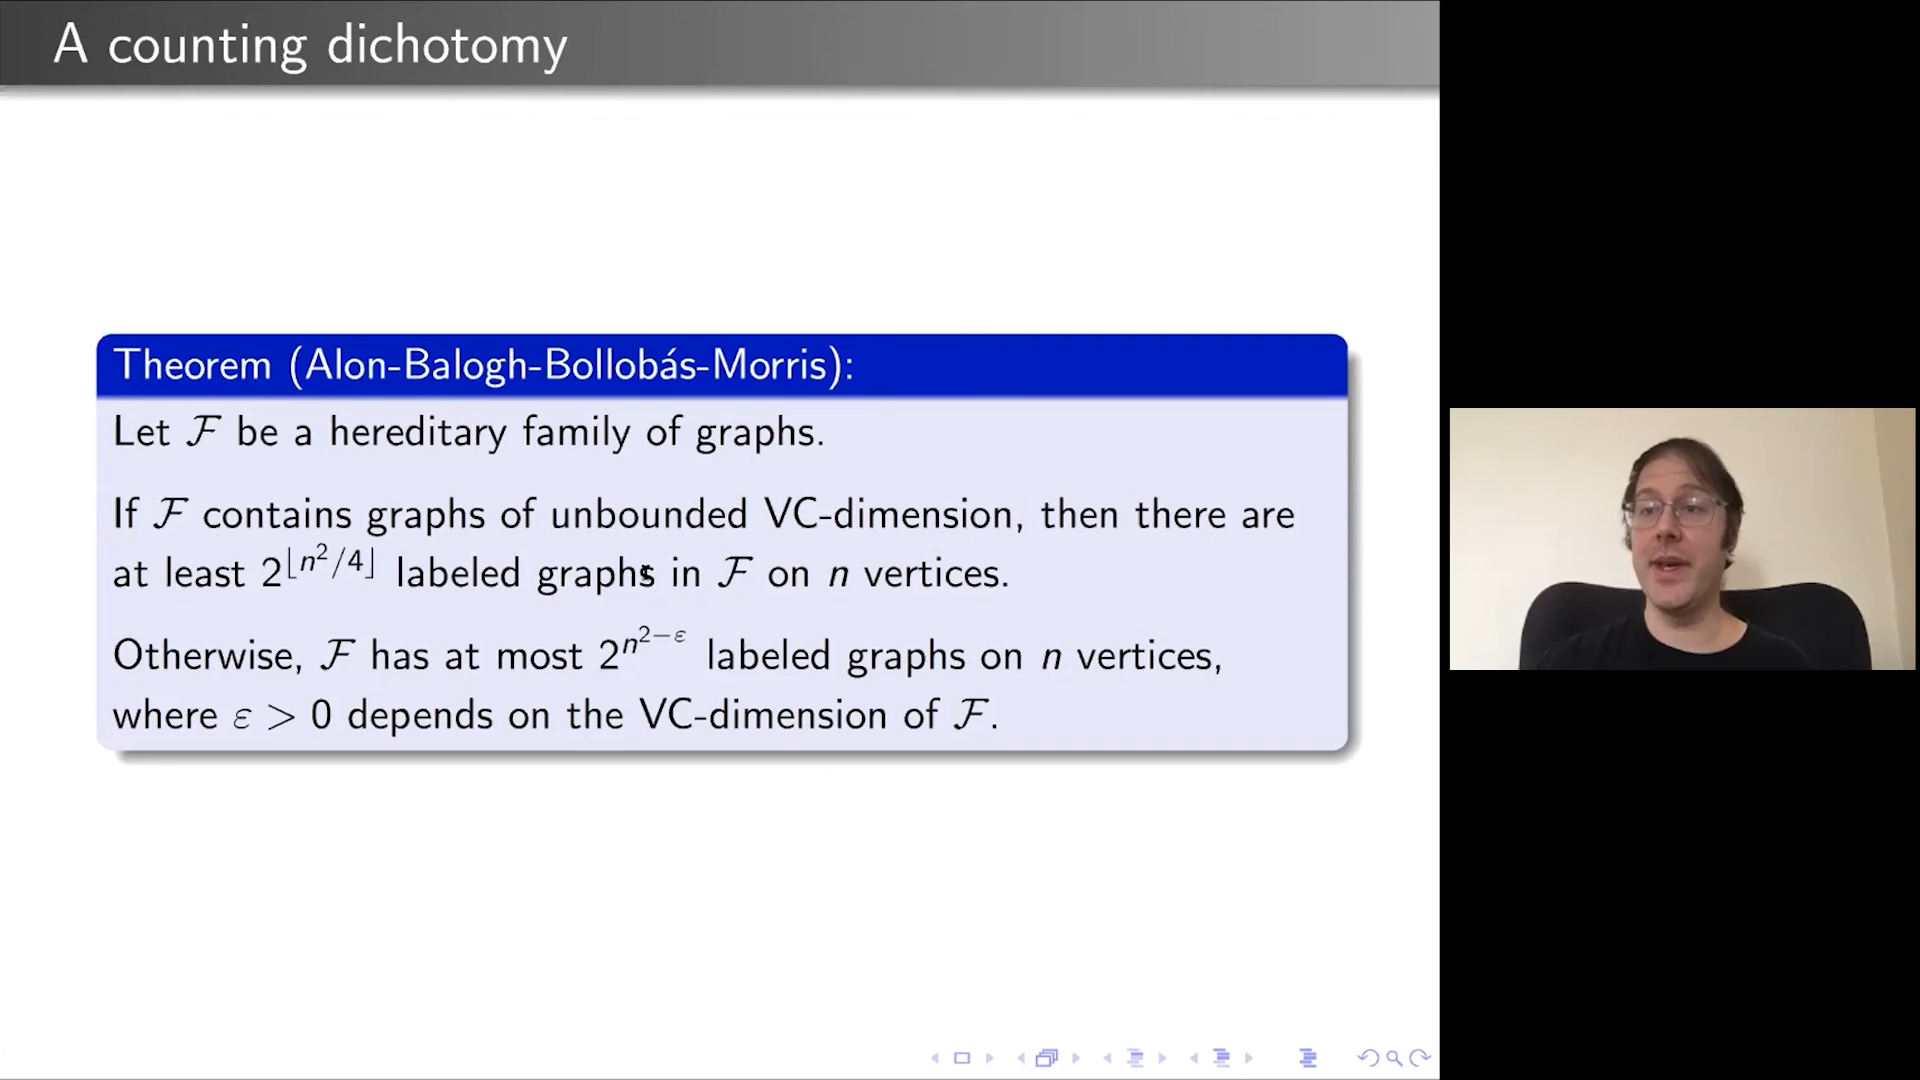 A counting dichotomy
Theorem (Alon-Balogh-Bollobás-Morris):
Let ℱ be a hereditary family of graphs.
If ℱ contains graphs of unbounded VC-dimension, then there are
at least 2^{⌊n²/4⌋} labeled graphs in ℱ on n vertices.
Otherwise, ℱ has at most 2^{n^{2−ε}} labeled graphs on n vertices,
where ε > 0 depends on the VC-dimension of ℱ.